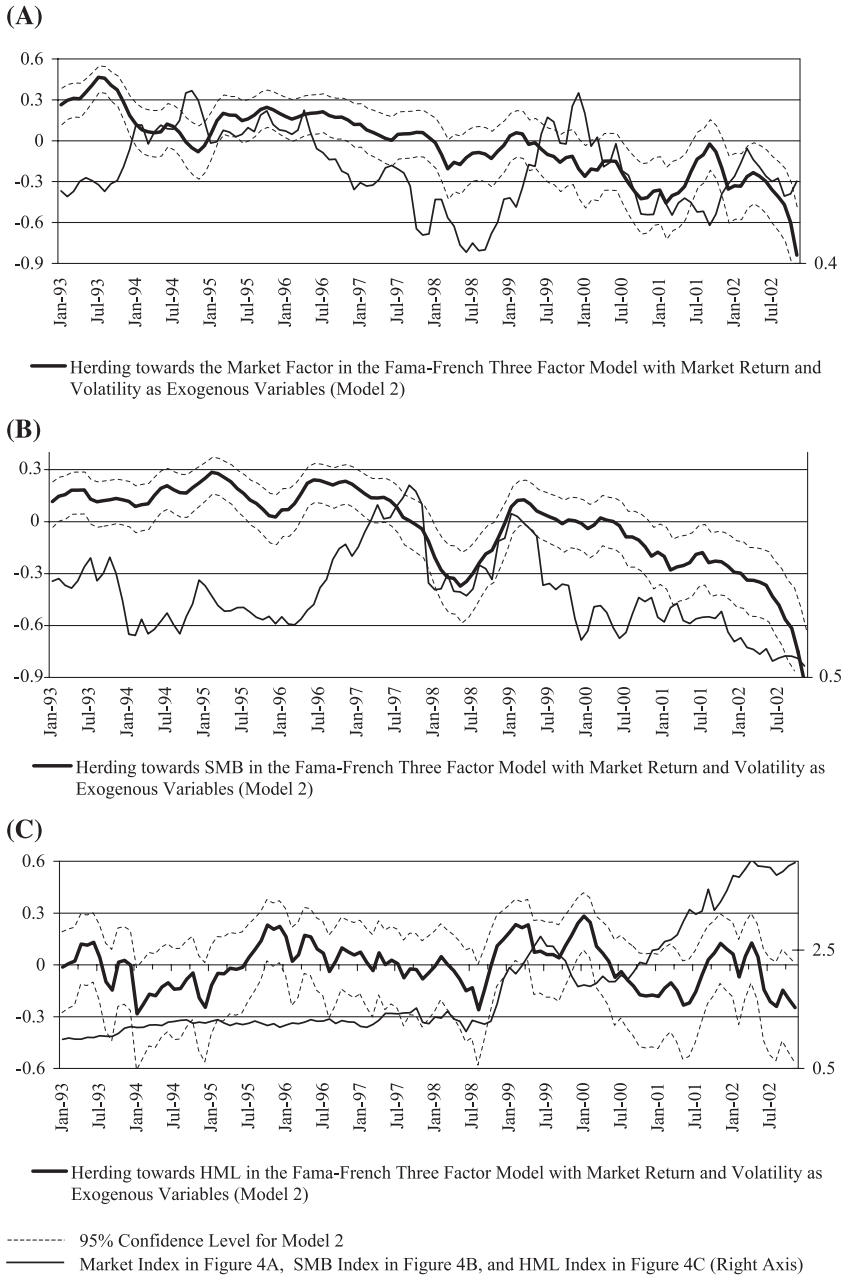 (A)
0.6
0.3
0
-0.3
-0.6
-0.9
0.4
Jan-93
Jul-93
Jan-94
Jul-94
Jan-95
Jul-95
Jan-96
Jul-96
Jan-97
Jul-97
Jan-98
Jul-98
Jan-99
Jul-99
Jan-00
Jul-00
Jan-01
Jul-01
Jan-02
Jul-02
Herding towards the Market Factor in the Fama-French Three Factor Model with Market Return and
Volatility as Exogenous Variables (Model 2)
(B)
0.3
0
-0.3
-0.6
-0.9
0.5
Jan-93
Jul-93
Jan-94
Jul-94
Jan-95
Jul-95
Jan-96
Jul-96
Jan-97
Jul-97
Jan-98
Jul-98
Jan-99
Jul-99
Jan-00
Jul-00
Jan-01
Jul-01
Jan-02
Jul-02
Herding towards SMB in the Fama-French Three Factor Model with Market Return and Volatility as
Exogenous Variables (Model 2)
(C)
0.6
0.3
0
-0.3
-0.6
2.5
0.5
Jan-93
Jul-93
Jan-94
Jul-94
Jan-95
Jul-95
Jan-96
Jul-96
Jan-97
Jul-97
Jan-98
Jul-98
Jan-99
Jul-99
Jan-00
Jul-00
Jan-01
Jul-01
Jan-02
Jul-02
Herding towards HML in the Fama-French Three Factor Model with Market Return and Volatility as
Exogenous Variables (Model 2)
95% Confidence Level for Model 2
Market Index in Figure 4A, SMB Index in Figure 4B, and HML Index in Figure 4C (Right Axis)